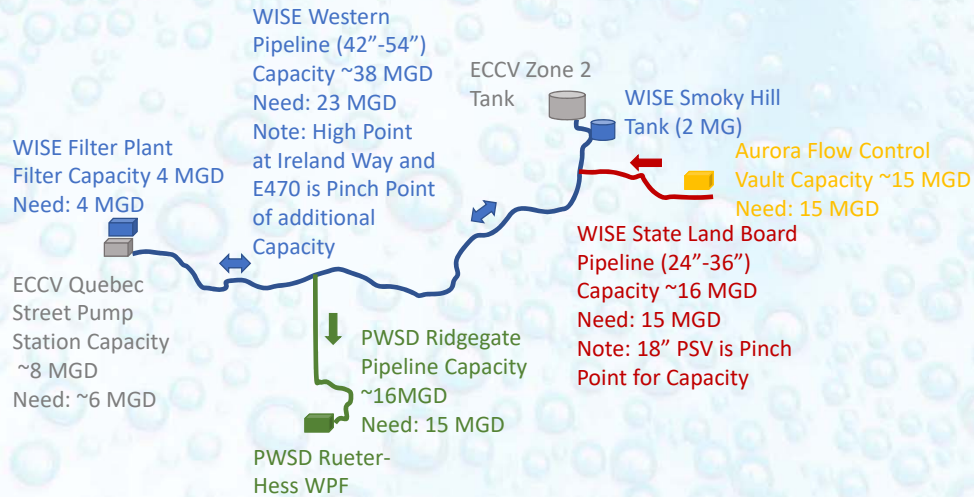 WISE Western
Pipeline (42”-54”)
Capacity ~38 MGD
Need: 23 MGD
Note: High Point
at Ireland Way and
E470 is Pinch Point
of additional
Capacity
ECCV Zone 2
Tank
WISE Smoky Hill
Tank (2 MG)
WISE Filter Plant
Filter Capacity 4 MGD
Need: 4 MGD
Aurora Flow Control
Vault Capacity ~15 MGD
Need: 15 MGD
WISE State Land Board
Pipeline (24”-36”)
Capacity ~16 MGD
Need: 15 MGD
Note: 18” PSV is Pinch
Point for Capacity
ECCV Quebec
Street Pump
Station Capacity
~8 MGD
Need: ~6 MGD
PWSD Ridgegate
Pipeline Capacity
~16MGD
Need: 15 MGD
PWSD Rueter-
Hess WPF